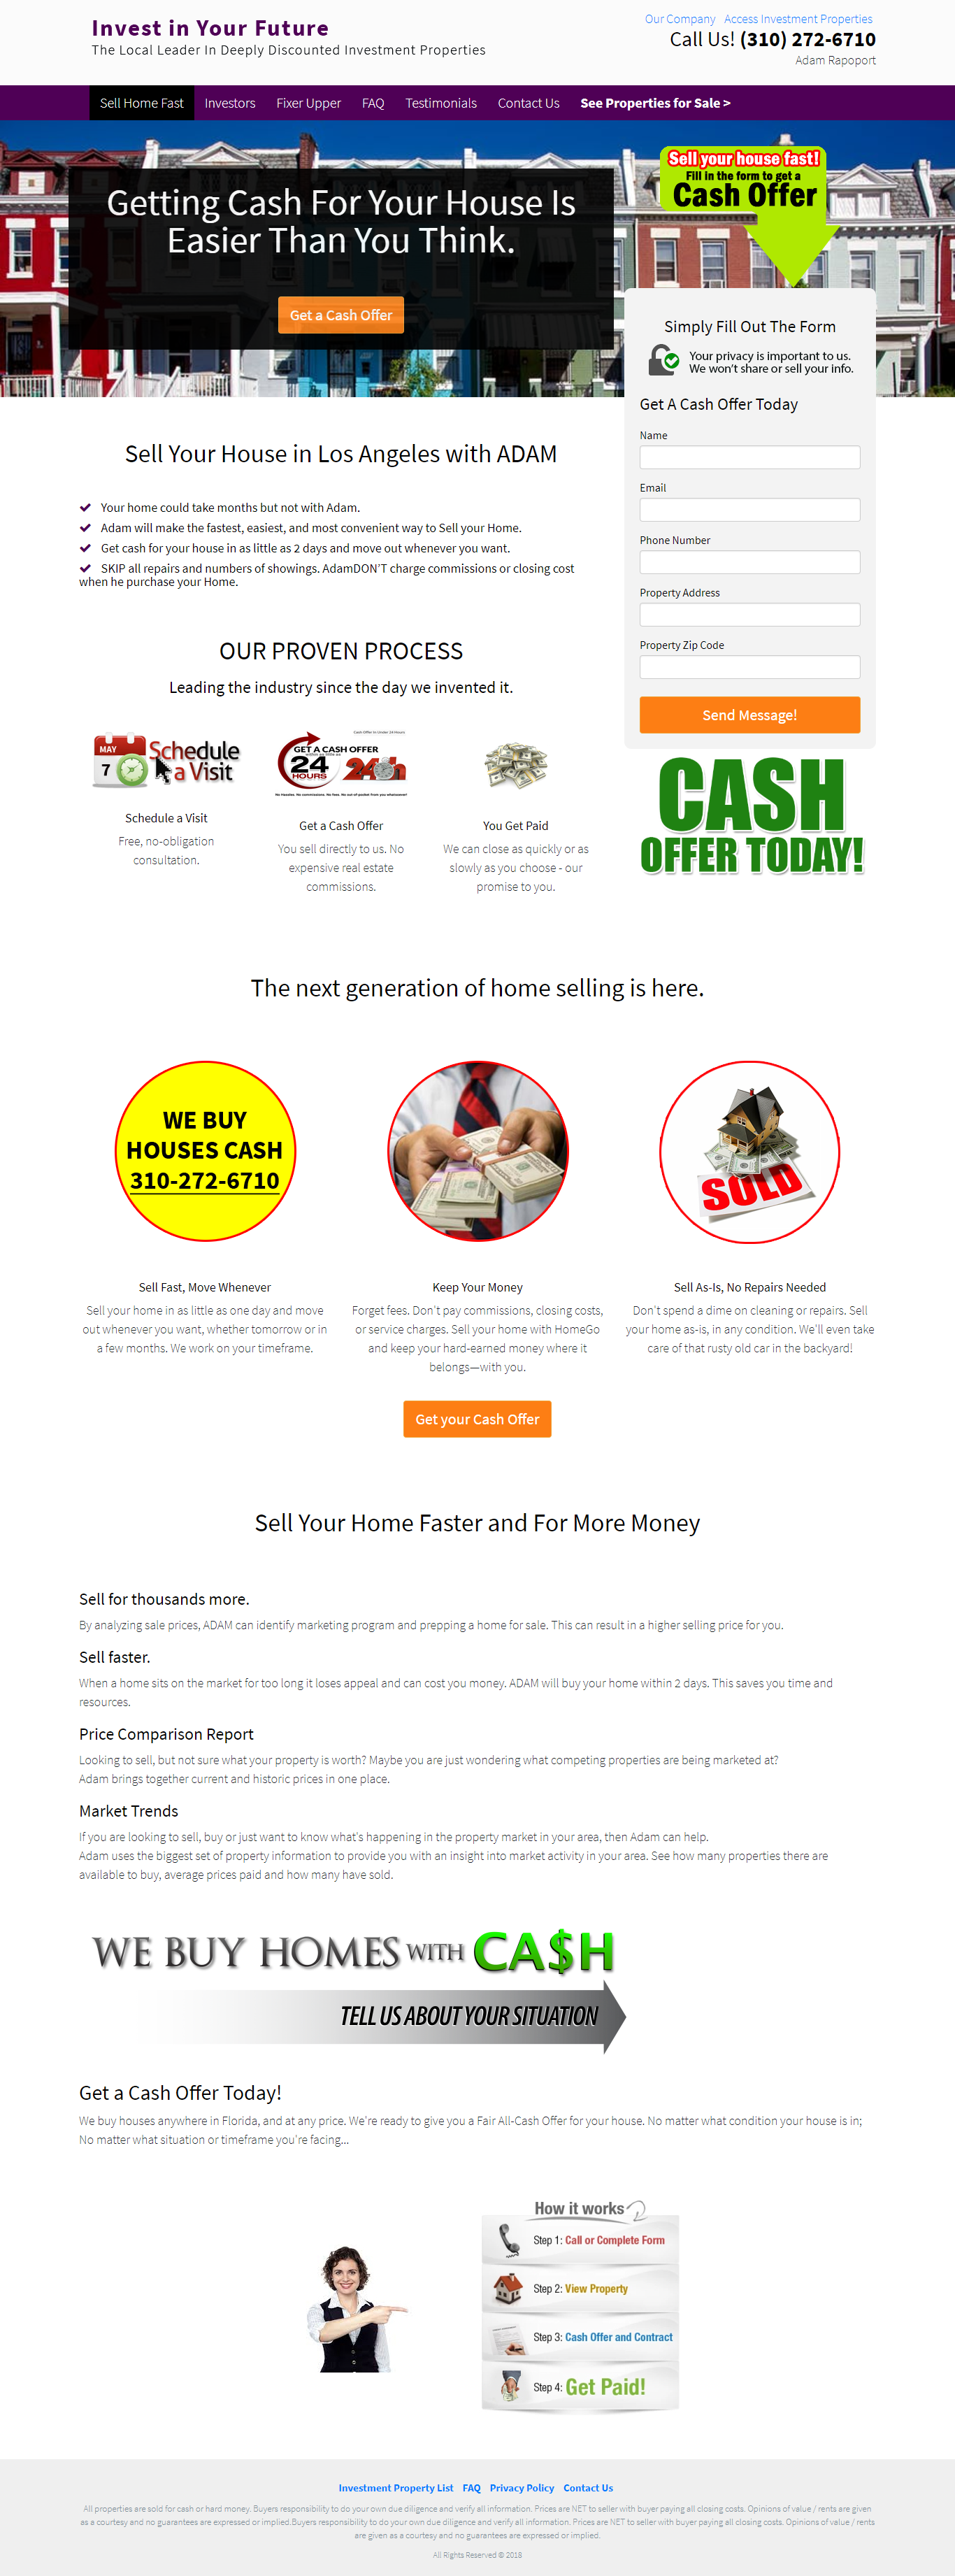 Invest in Your Future
The Local Leader In Deeply Discounted Investment Properties
Our Company Access Investment Properties
Call Us! (310) 272-6710
Adam Rapoport
Sell Home Fast Investors Fixer Upper FAQ Testimonials Contact Us See Properties for Sale >
Getting Cash For Your House Is
Easier Than You Think.
Get a Cash Offer
Sell your house fast!
Fill in the form to get a
Cash Offer
Simply Fill Out The Form
Your privacy is important to us.
We won't share or sell your info.
Get A Cash Offer Today
Name
Email
Phone Number
Property Address
Property Zip Code
Send Message!
CASH
OFFER TODAY!
Sell Your House in Los Angeles with ADAM
Your home could take months but not with Adam.
Adam will make the fastest, easiest, and most convenient way to Sell your Home.
Get cash for your house in as little as 2 days and move out whenever you want.
SKIP all repairs and numbers of showings. AdamDON'T charge commissions or closing cost
when he purchase your Home.
OUR PROVEN PROCESS
Leading the industry since the day we invented it.
MAY
7
Schedule
a Visit
Schedule a Visit
Free, no-obligation
consultation.
Cash Offer In Under 24 Hours
GET A CASH OFFER
within as little as
24
HOURS
24
No Hassles. No commissions. No fees. No out-of-pocket from you whatsoever!
Get a Cash Offer
You sell directly to us. No
expensive real estate
commissions.
You Get Paid
We can close as quickly or as
slowly as you choose - our
promise to you.
The next generation of home selling is here.
WE BUY
HOUSES CASH
310-272-6710
SOLD
Sell Fast, Move Whenever
Sell your home in as little as one day and move
out whenever you want, whether tomorrow or in
a few months. We work on your timeframe.
Keep Your Money
Forget fees. Don't pay commissions, closing costs,
or service charges. Sell your home with HomeGo
and keep your hard-earned money where it
belongs—with you.
Sell As-Is, No Repairs Needed
Don't spend a dime on cleaning or repairs. Sell
your home as-is, in any condition. We'll even take
care of that rusty old car in the backyard!
Get your Cash Offer
Sell Your Home Faster and For More Money
Sell for thousands more.
By analyzing sale prices, ADAM can identify marketing program and prepping a home for sale. This can result in a higher selling price for you.
Sell faster.
When a home sits on the market for too long it loses appeal and can cost you money. ADAM will buy your home within 2 days. This saves you time and
resources.
Price Comparison Report
Looking to sell, but not sure what your property is worth? Maybe you are just wondering what competing properties are being marketed at?
Adam brings together current and historic prices in one place.
Market Trends
If you are looking to sell, buy or just want to know what's happening in the property market in your area, then Adam can help.
Adam uses the biggest set of property information to provide you with an insight into market activity in your area. See how many properties there are
available to buy, average prices paid and how many have sold.
WE BUY HOMES WITH CA$H
TELL US ABOUT YOUR SITUATION
Get a Cash Offer Today!
We buy houses anywhere in Florida, and at any price. We're ready to give you a Fair All-Cash Offer for your house. No matter what condition your house is in;
No matter what situation or timeframe you're facing...
How it works
Step 1: Call or Complete Form
Step 2: View Property
Step 3: Cash Offer and Contract
Step 4: Get Paid!
Investment Property List FAQ Privacy Policy Contact Us
All properties are sold for cash or hard money. Buyers responsibility to do your own due diligence and verify all information. Prices are NET to seller with buyer paying all closing costs. Opinions of value / rents are given
as a courtesy and no guarantees are expressed or implied.Buyers responsibility to do your own due diligence and verify all information. Prices are NET to seller with buyer paying all closing costs. Opinions of value / rents
are given as a courtesy and no guarantees are expressed or implied.
All Rights Reserved © 2018